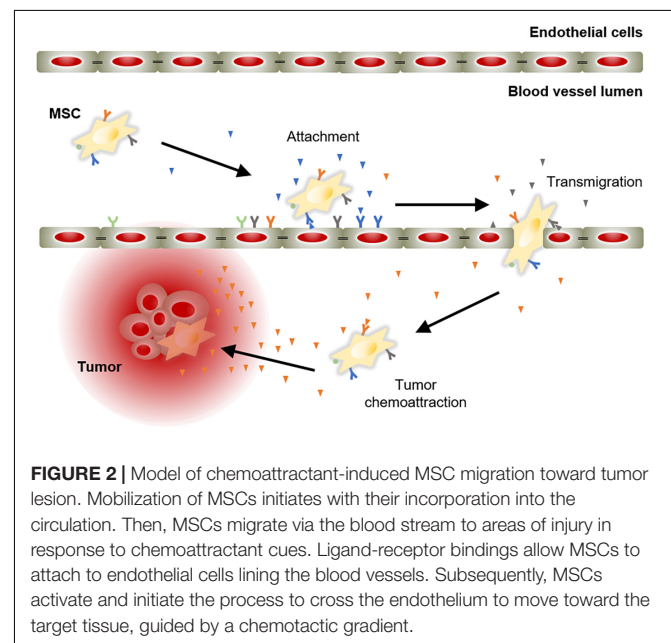 Endothelial cells
Blood vessel lumen
MSC
Attachment
Transmigration
Tumor
Tumor
chemoattraction
FIGURE 2 | Model of chemoattractant-induced MSC migration toward tumor
lesion. Mobilization of MSCs initiates with their incorporation into the
circulation. Then, MSCs migrate via the blood stream to areas of injury in
response to chemoattractant cues. Ligand-receptor bindings allow MSCs to
attach to endothelial cells lining the blood vessels. Subsequently, MSCs
activate and initiate the process to cross the endothelium to move toward the
target tissue, guided by a chemotactic gradient.